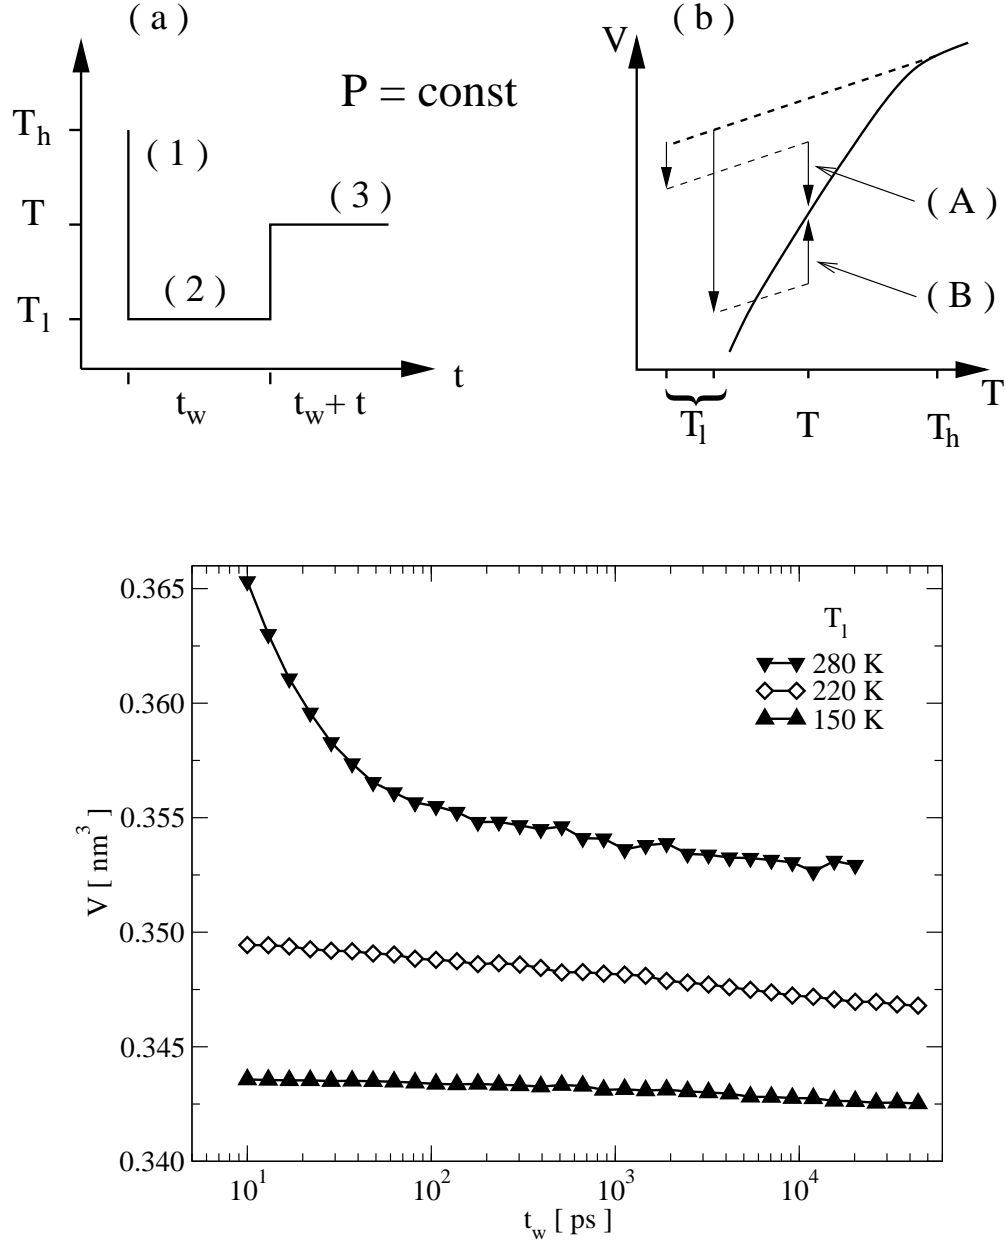 ( a )
P = const
T_h
( 1 )
T
( 3 )
T_l
( 2 )
t
t_w
t_w + t
( b )
V
( A )
( B )
T
T_l
T
T_h
0.365
0.360
0.355
0.350
0.345
0.340
V [ nm^3 ]
T_l
280 K
220 K
150 K
10^1
10^2
10^3
10^4
t_w [ ps ]